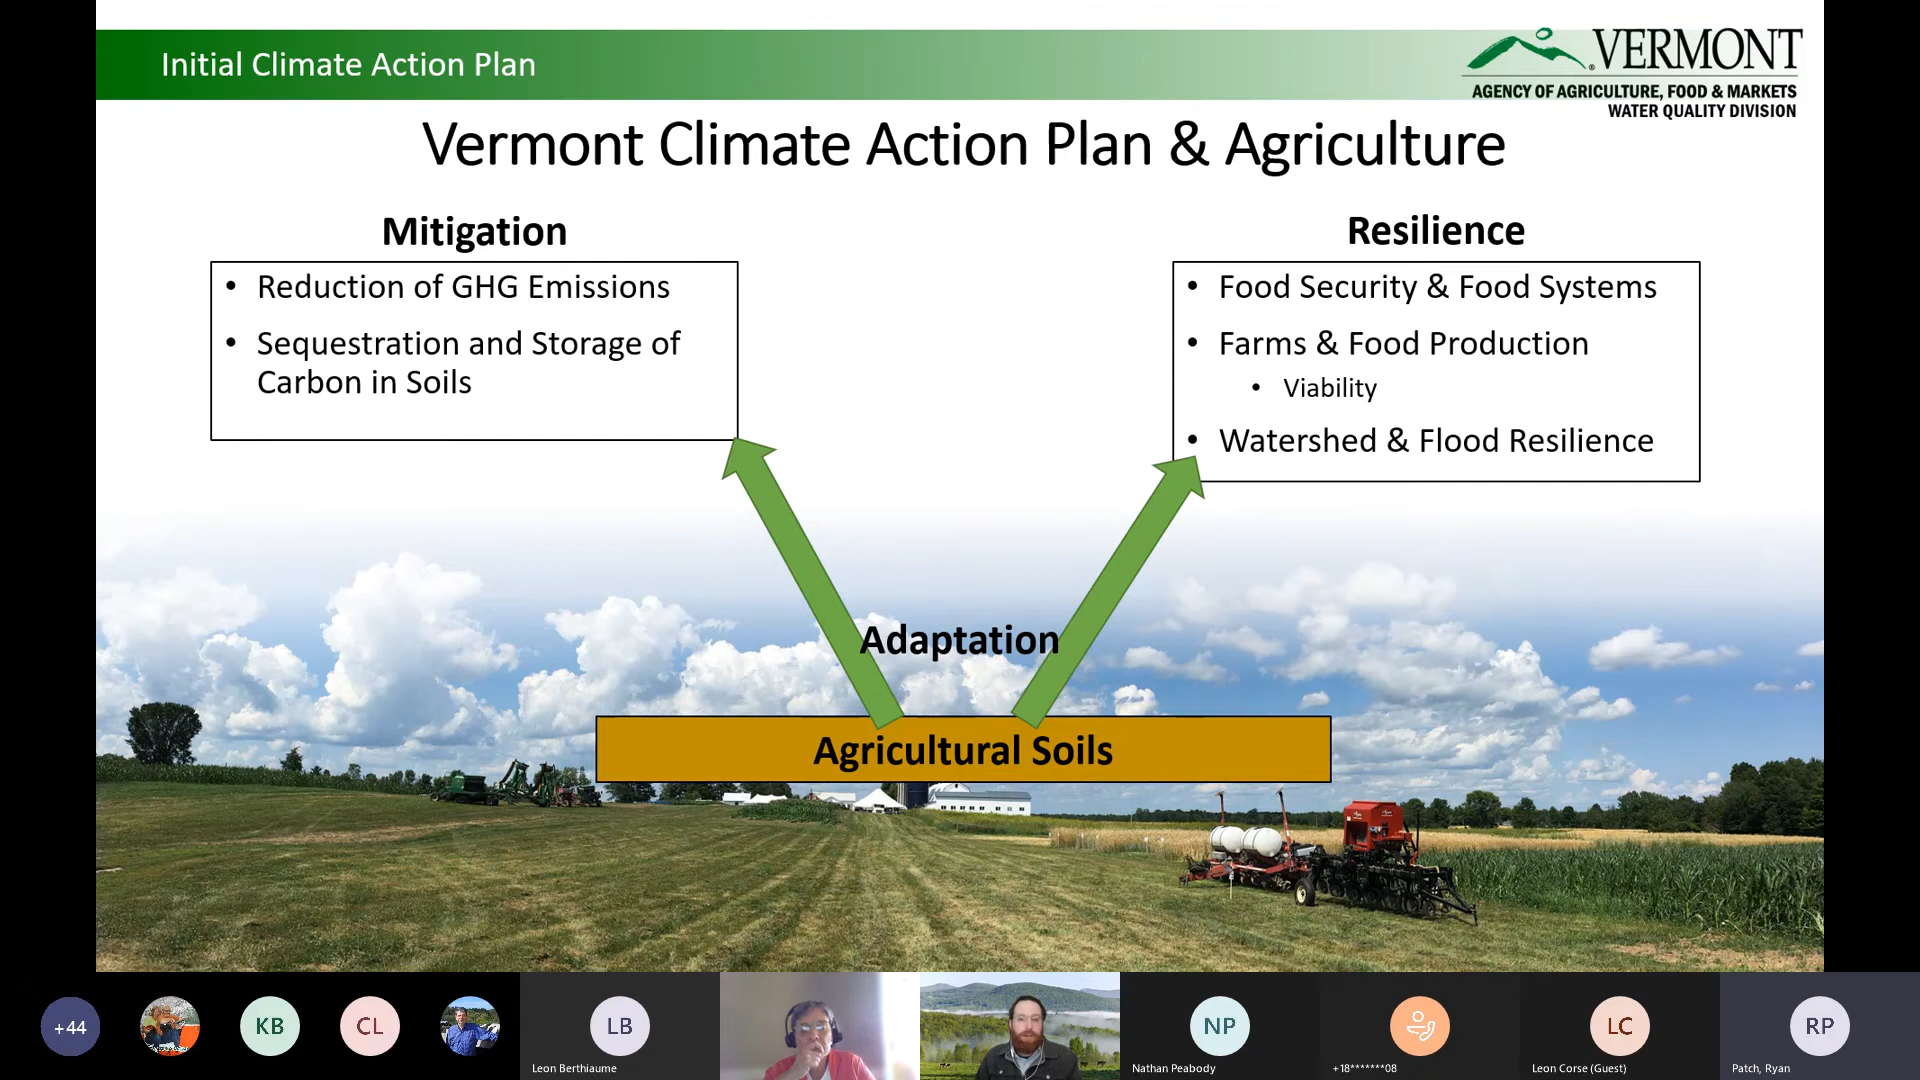 Initial Climate Action Plan
VERMONT
AGENCY OF AGRICULTURE, FOOD & MARKETS
WATER QUALITY DIVISION
Vermont Climate Action Plan & Agriculture
Mitigation
• Reduction of GHG Emissions
• Sequestration and Storage of
Carbon in Soils
Resilience
• Food Security & Food Systems
• Farms & Food Production
• Viability
• Watershed & Flood Resilience
Adaptation
Agricultural Soils
+44
KB
CL
LB
Leon Berthiaume
NP
Nathan Peabody
+18*******08
LC
Leon Corse (Guest)
RP
Patch, Ryan